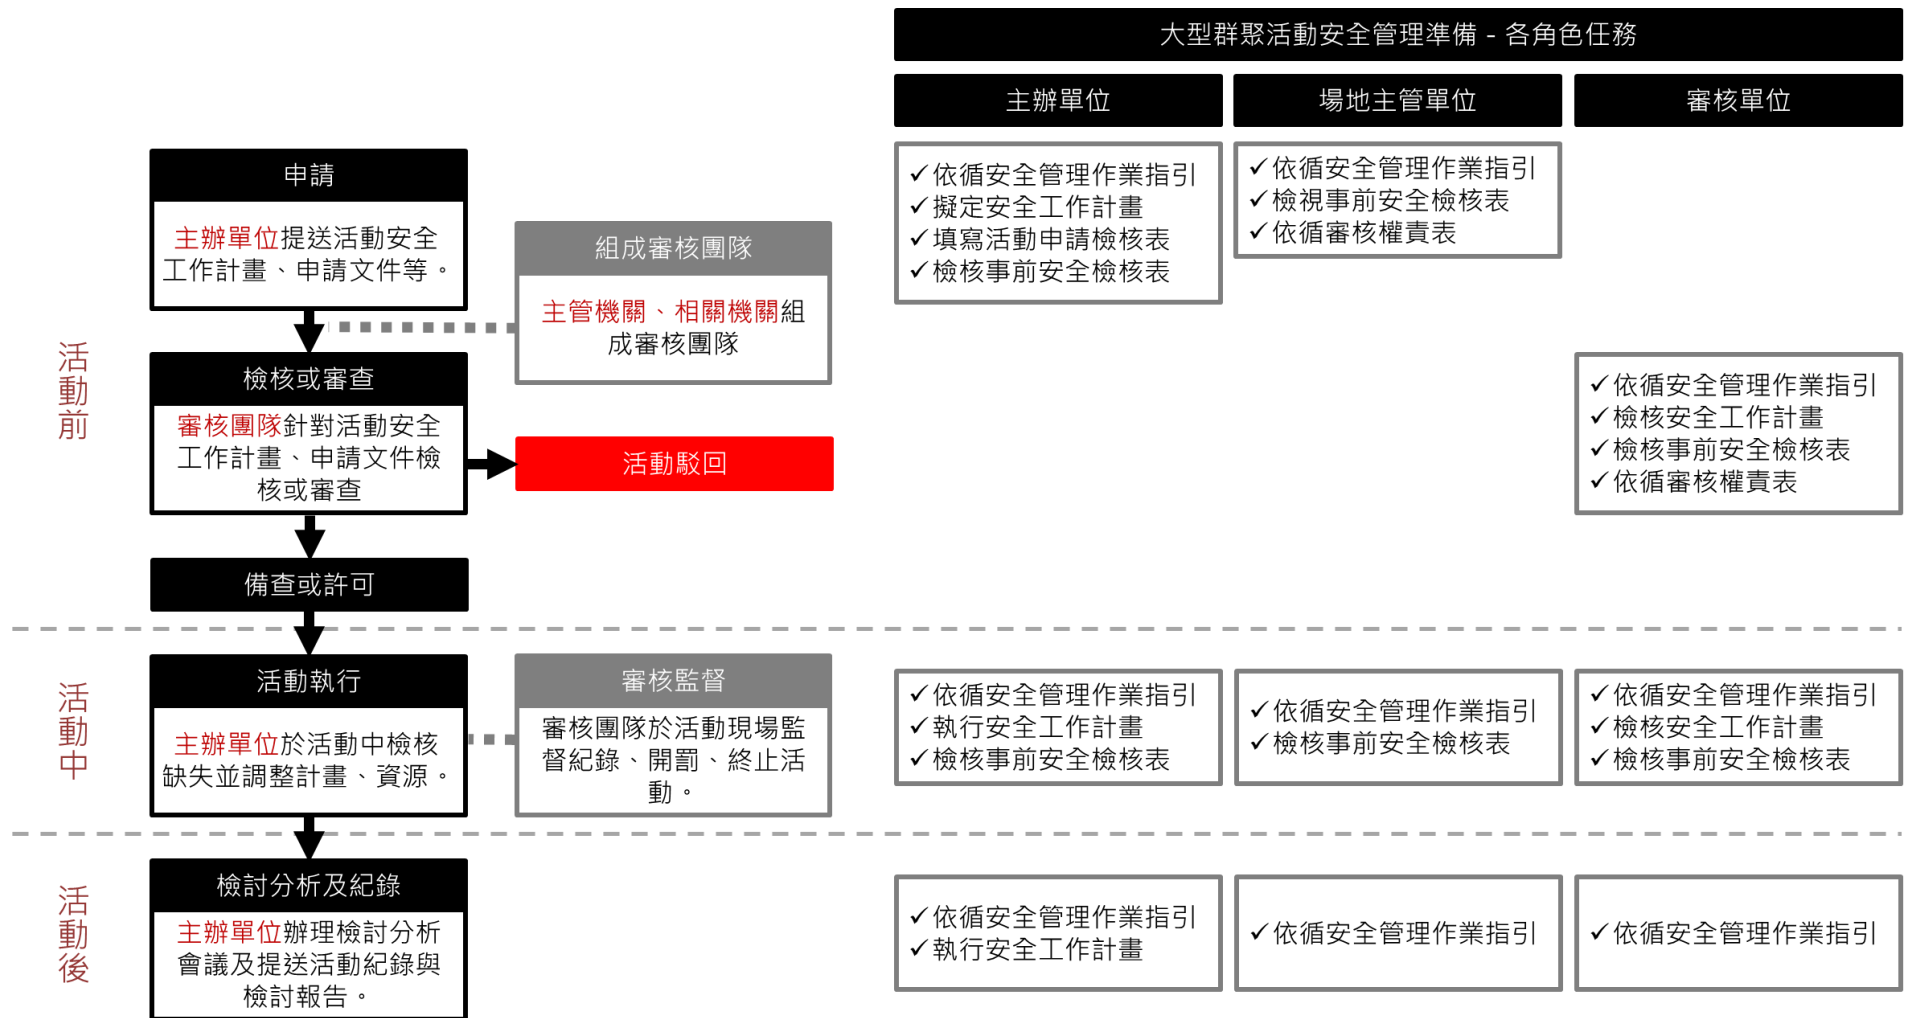 大型群聚活動安全管理準備 - 各角色任務
主辦單位
場地主管單位
審核單位
活動前
申請
主辦單位提送活動安全
工作計畫、申請文件等。
組成審核團隊
主管機關、相關機關組
成審核團隊
檢核或審查
審核團隊針對活動安全
工作計畫、申請文件檢
核或審查
活動駁回
備查或許可
✓依循安全管理作業指引
✓擬定安全工作計畫
✓填寫活動申請檢核表
✓檢核事前安全檢核表
✓依循安全管理作業指引
✓檢視事前安全檢核表
✓依循審核權責表
✓依循安全管理作業指引
✓檢核安全工作計畫
✓檢核事前安全檢核表
✓依循審核權責表
活動中
活動執行
主辦單位於活動中檢核
缺失並調整計畫、資源。
審核監督
審核團隊於活動現場監
督紀錄、開罰、終止活
動。
✓依循安全管理作業指引
✓執行安全工作計畫
✓檢核事前安全檢核表
✓依循安全管理作業指引
✓檢核事前安全檢核表
✓依循安全管理作業指引
✓檢核安全工作計畫
✓檢核事前安全檢核表
活動後
檢討分析及紀錄
主辦單位辦理檢討分析
會議及提送活動紀錄與
檢討報告。
✓依循安全管理作業指引
✓執行安全工作計畫
✓依循安全管理作業指引
✓依循安全管理作業指引